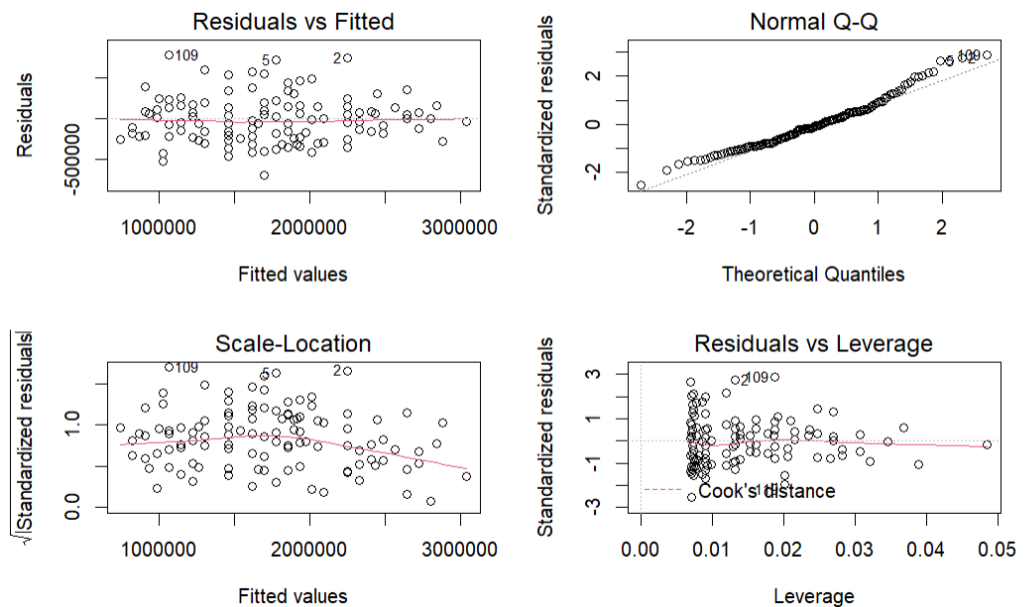 Residuals vs Fitted
Residuals
-5000000
109
5
2
1000000
2000000
3000000
Fitted values
Normal Q-Q
Standardized residuals
2
0
-2
5
2
109
-2
-1
0
1
2
Theoretical Quantiles
Scale-Location
√|Standardized residuals|
1.0
0.0
109
5
2
1000000
2000000
3000000
Fitted values
Residuals vs Leverage
Standardized residuals
3
1
-1
-3
2
109
Cook's distance
0.00
0.01
0.02
0.03
0.04
0.05
Leverage